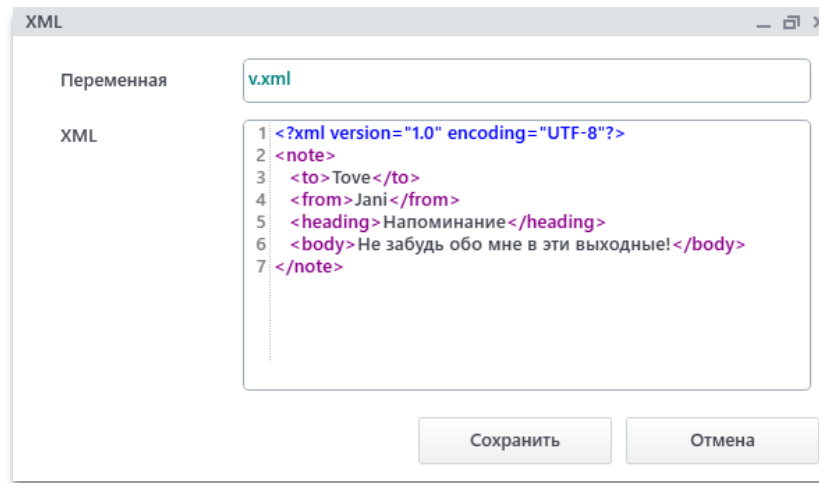 XML
Переменная v.xml
XML
1 <?xml version="1.0" encoding="UTF-8"?>
2 <note>
3 <to>Tove</to>
4 <from>Jani</from>
5 <heading>Напоминание</heading>
6 <body>Не забудь обо мне в эти выходные!</body>
7 </note>
Сохранить Отмена